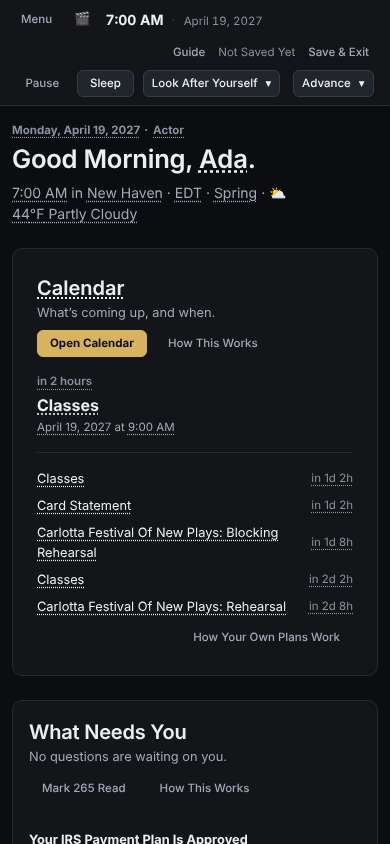 Menu 🎬 7:00 AM · April 19, 2027
Guide Not Saved Yet Save & Exit
Pause Sleep Look After Yourself ▾ Advance ▾
Monday, April 19, 2027 · Actor
Good Morning, Ada.
7:00 AM in New Haven · EDT · Spring · ⛅
44°F Partly Cloudy
Calendar
What's coming up, and when.
Open Calendar How This Works
in 2 hours
Classes
April 19, 2027 at 9:00 AM
Classes in 1d 2h
Card Statement in 1d 2h
Carlotta Festival Of New Plays: Blocking
Rehearsal in 1d 8h
Classes in 2d 2h
Carlotta Festival Of New Plays: Rehearsal in 2d 8h
How Your Own Plans Work
What Needs You
No questions are waiting on you.
Mark 265 Read How This Works
Your IRS Payment Plan Is Approved